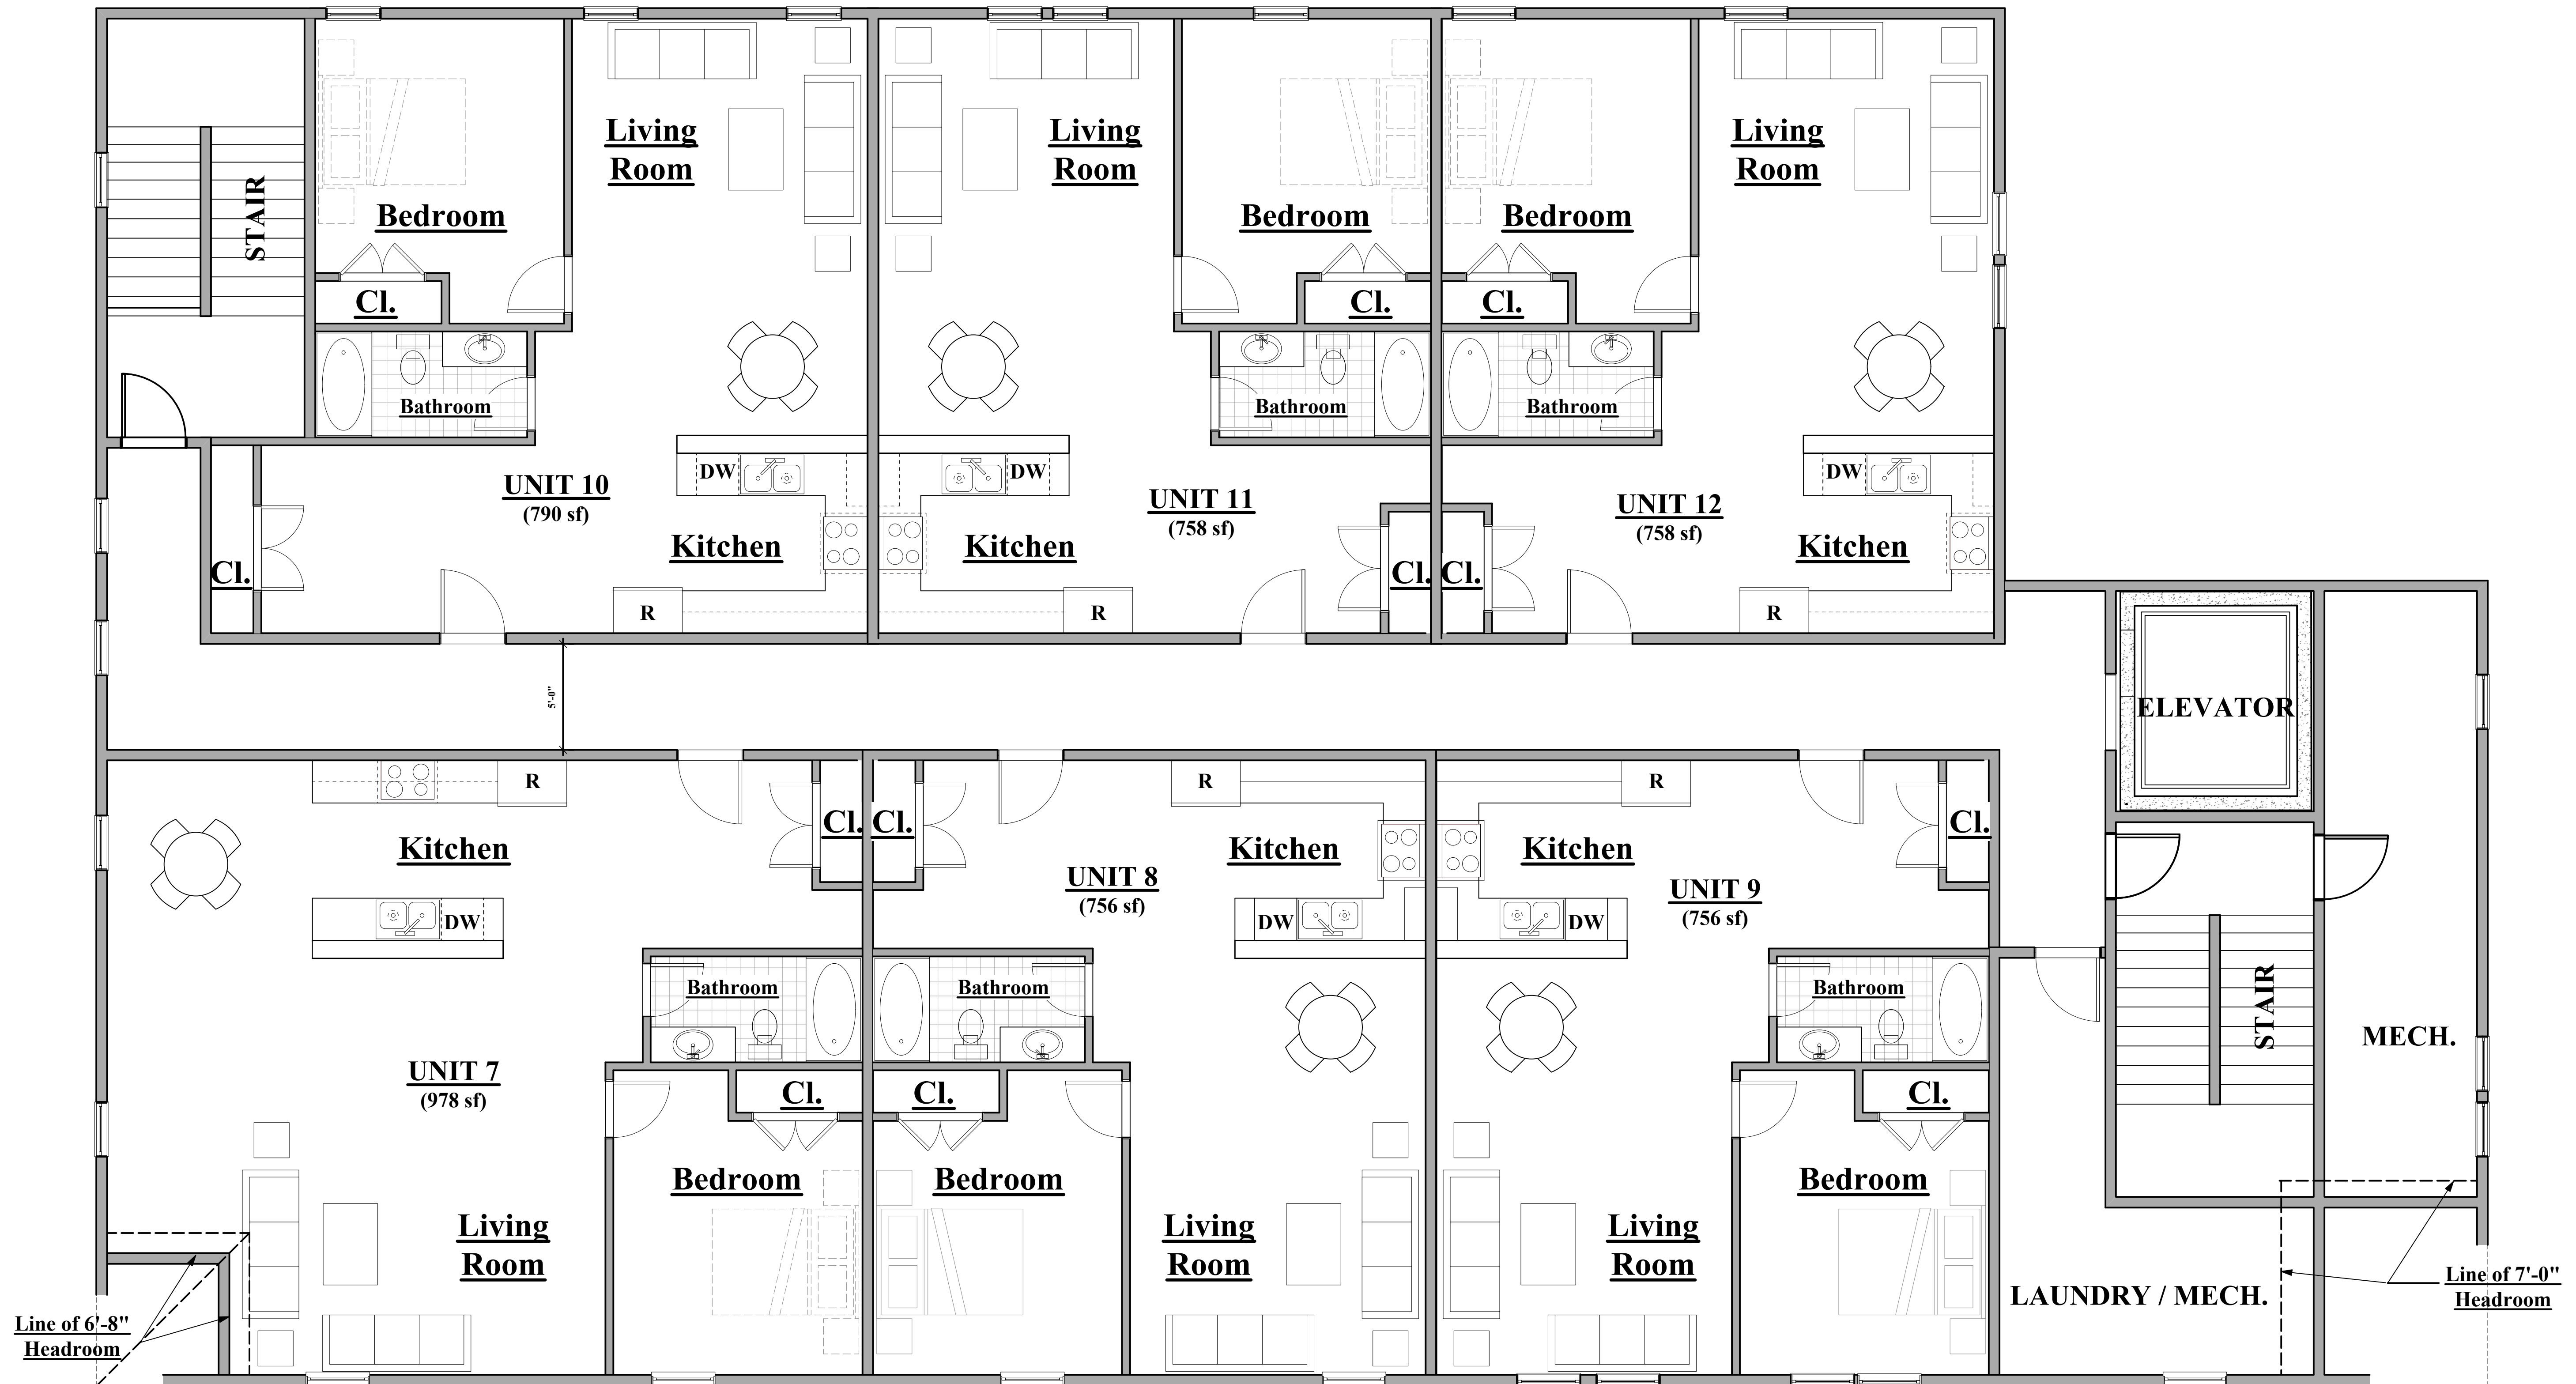 Living
Room
Living
Room
Living
Room
STAIR
Bedroom
Bedroom
Bedroom
Cl.
Cl.
Cl.
Bathroom
Bathroom
Bathroom
DW
DW
DW
UNIT 10
(790 sf)
UNIT 11
(758 sf)
UNIT 12
(758 sf)
Kitchen
Kitchen
Kitchen
Cl.
Cl.
Cl.
R
R
R
5'-0"
ELEVATOR
R
R
R
Cl.
Cl.
Cl.
Kitchen
Kitchen
Kitchen
UNIT 8
(756 sf)
UNIT 9
(756 sf)
DW
DW
DW
Bathroom
Bathroom
Bathroom
STAIR
MECH.
UNIT 7
(978 sf)
Cl.
Cl.
Cl.
Bedroom
Bedroom
Bedroom
Living
Room
Living
Room
Living
Room
LAUNDRY / MECH.
Line of 7'-0"
Headroom
Line of 6'-8"
Headroom